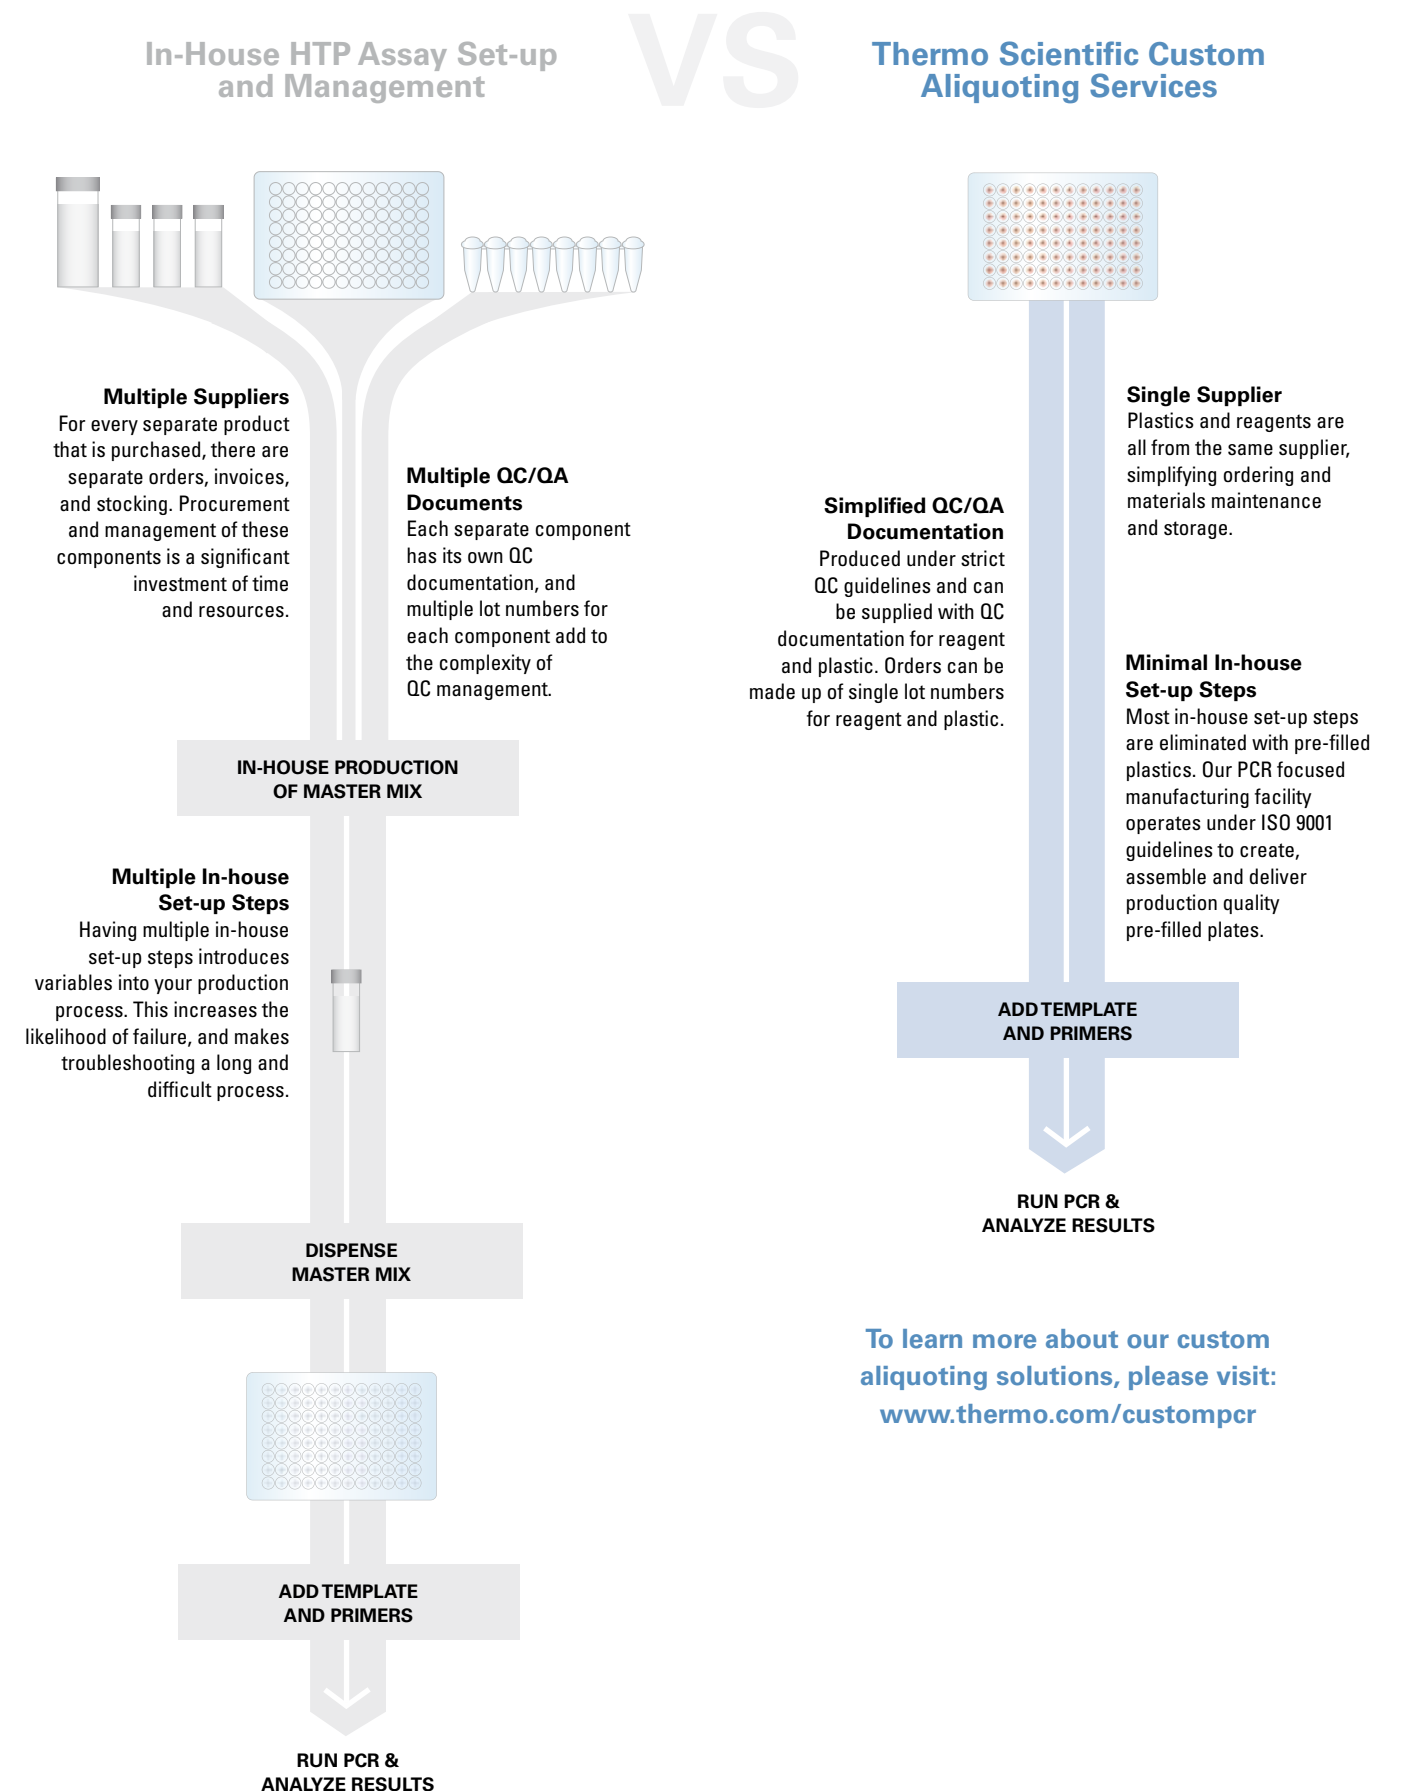 In-House HTP Assay Set-up
and Management
VS
Thermo Scientific Custom
Aliquoting Services
Multiple Suppliers
For every separate product
that is purchased, there are
separate orders, invoices,
and stocking. Procurement
and management of these
components is a significant
investment of time
and resources.
Multiple QC/QA
Documents
Each separate component
has its own QC
documentation, and
multiple lot numbers for
each component add to
the complexity of
QC management.
IN-HOUSE PRODUCTION
OF MASTER MIX
Multiple In-house
Set-up Steps
Having multiple in-house
set-up steps introduces
variables into your production
process. This increases the
likelihood of failure, and makes
troubleshooting a long and
difficult process.
DISPENSE
MASTER MIX
ADD TEMPLATE
AND PRIMERS
RUN PCR &
ANALYZE RESULTS
Single Supplier
Plastics and reagents are
all from the same supplier,
simplifying ordering and
materials maintenance
and storage.
Simplified QC/QA
Documentation
Produced under strict
QC guidelines and can
be supplied with QC
documentation for reagent
and plastic. Orders can be
made up of single lot numbers
for reagent and plastic.
Minimal In-house
Set-up Steps
Most in-house set-up steps
are eliminated with pre-filled
plastics. Our PCR focused
manufacturing facility
operates under ISO 9001
guidelines to create,
assemble and deliver
production quality
pre-filled plates.
ADD TEMPLATE
AND PRIMERS
RUN PCR &
ANALYZE RESULTS
To learn more about our custom
aliquoting solutions, please visit:
www.thermo.com/custompcr